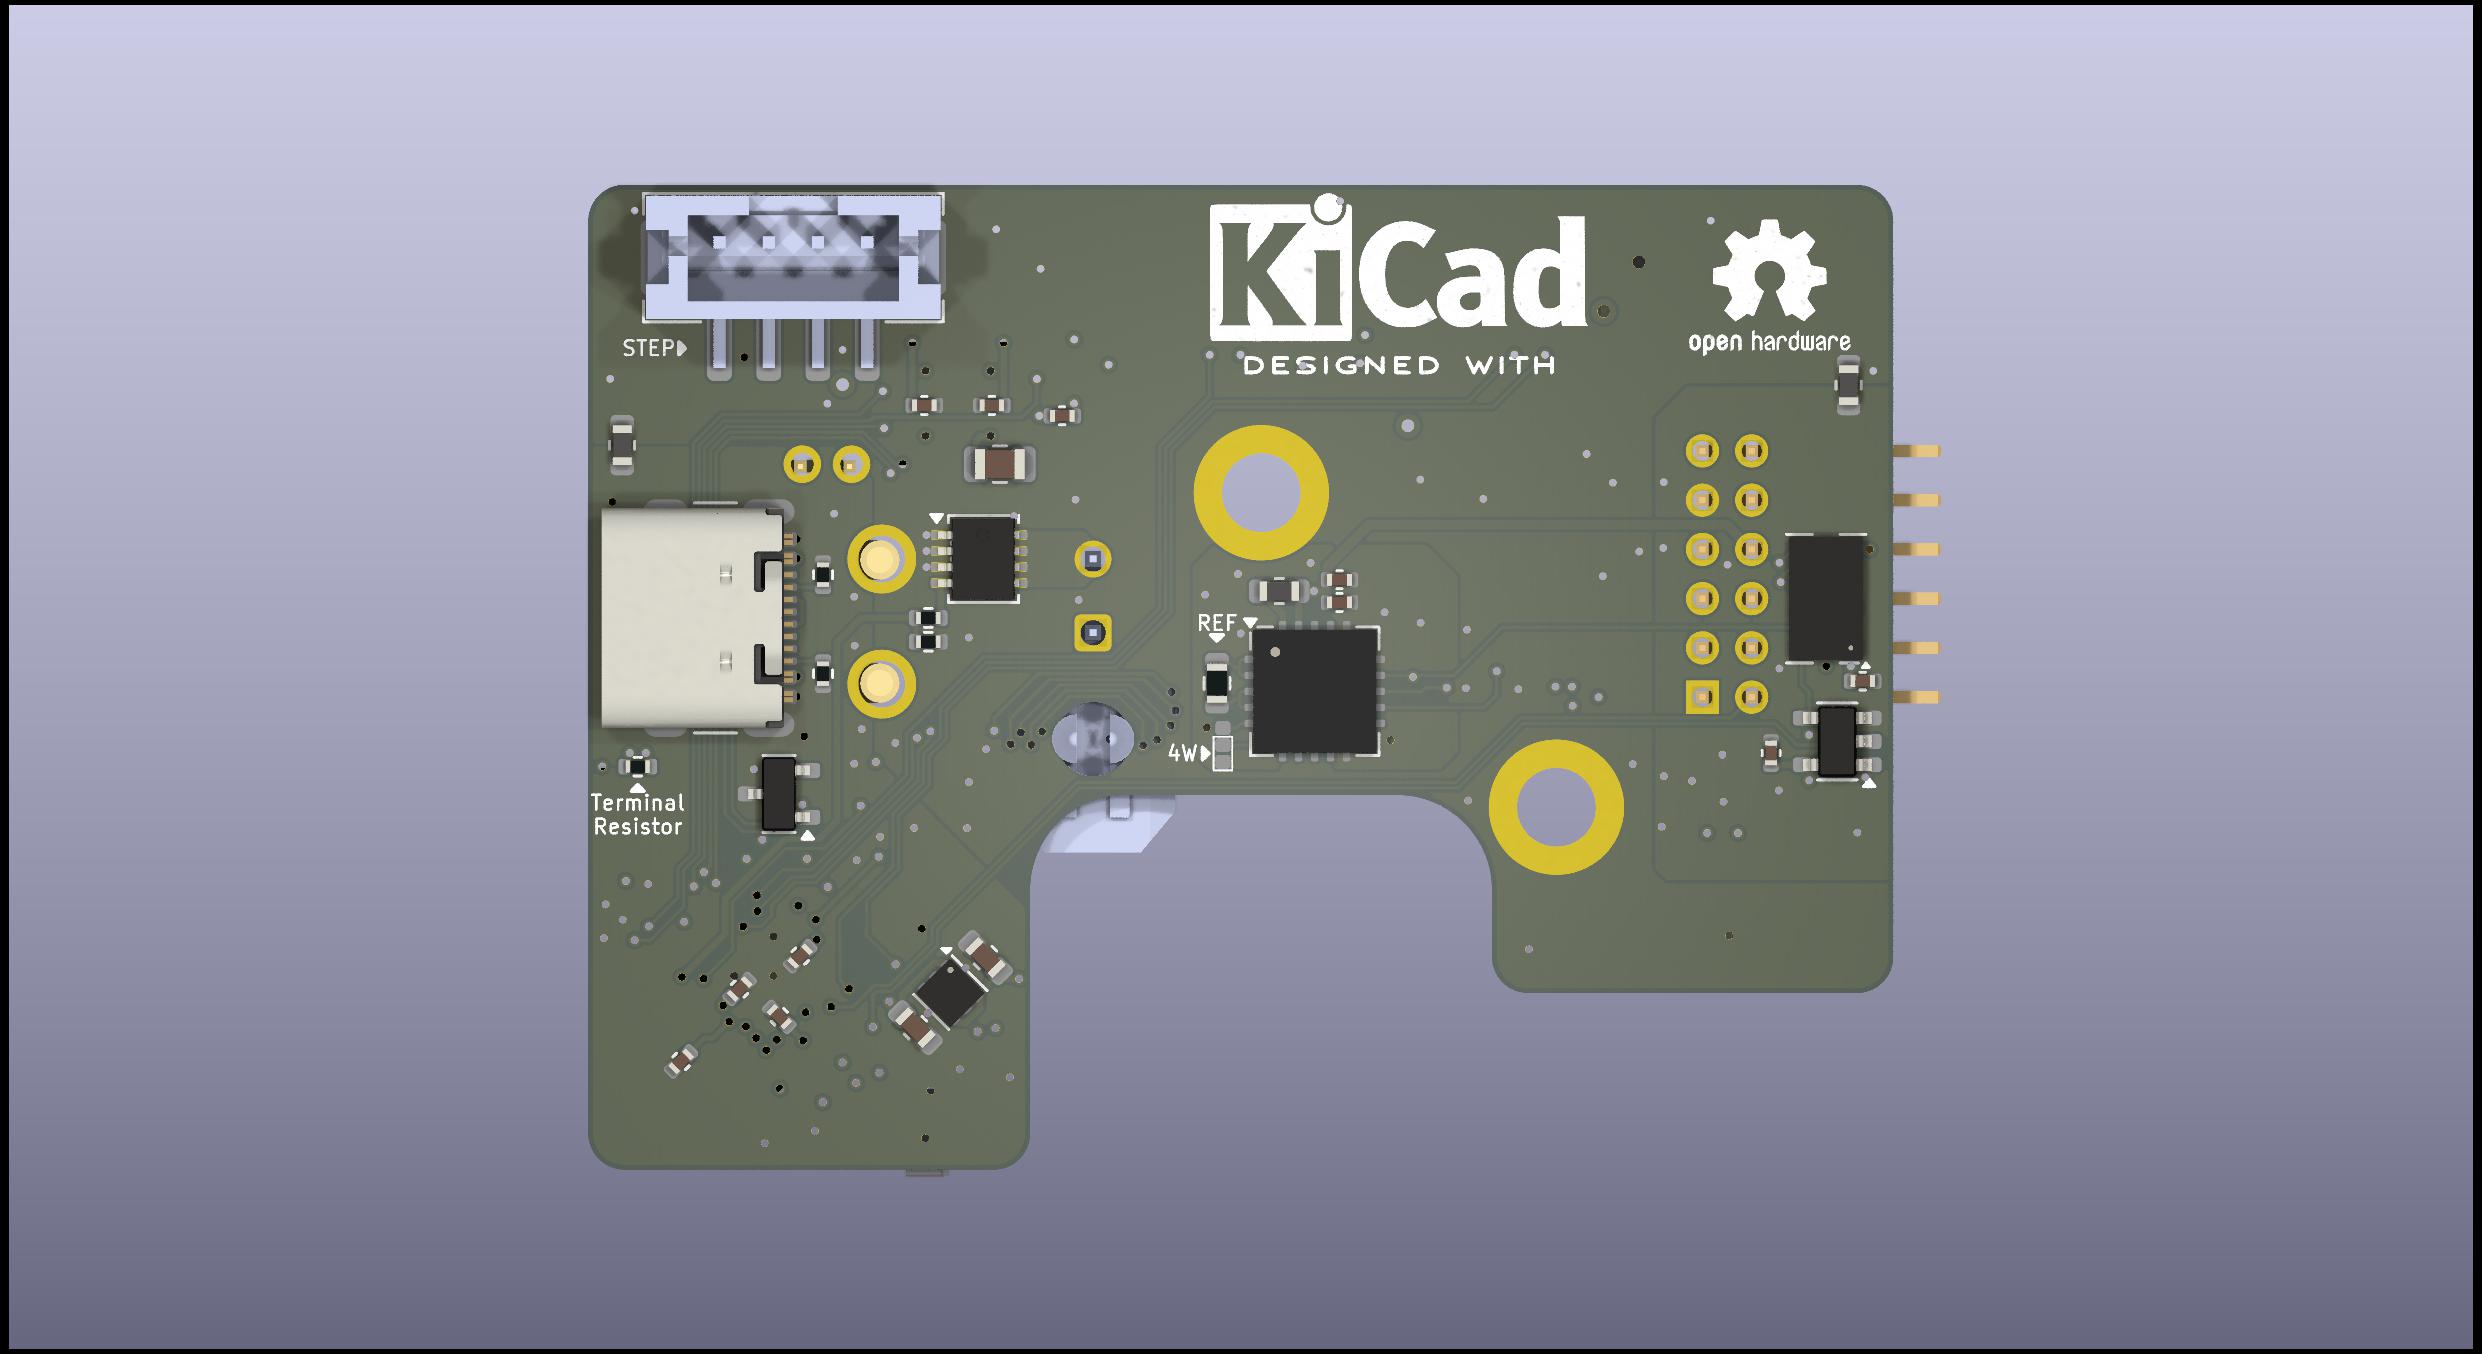 KiCad
DESIGNED WITH
open hardware
STEP
REF
4W
Terminal
Resistor